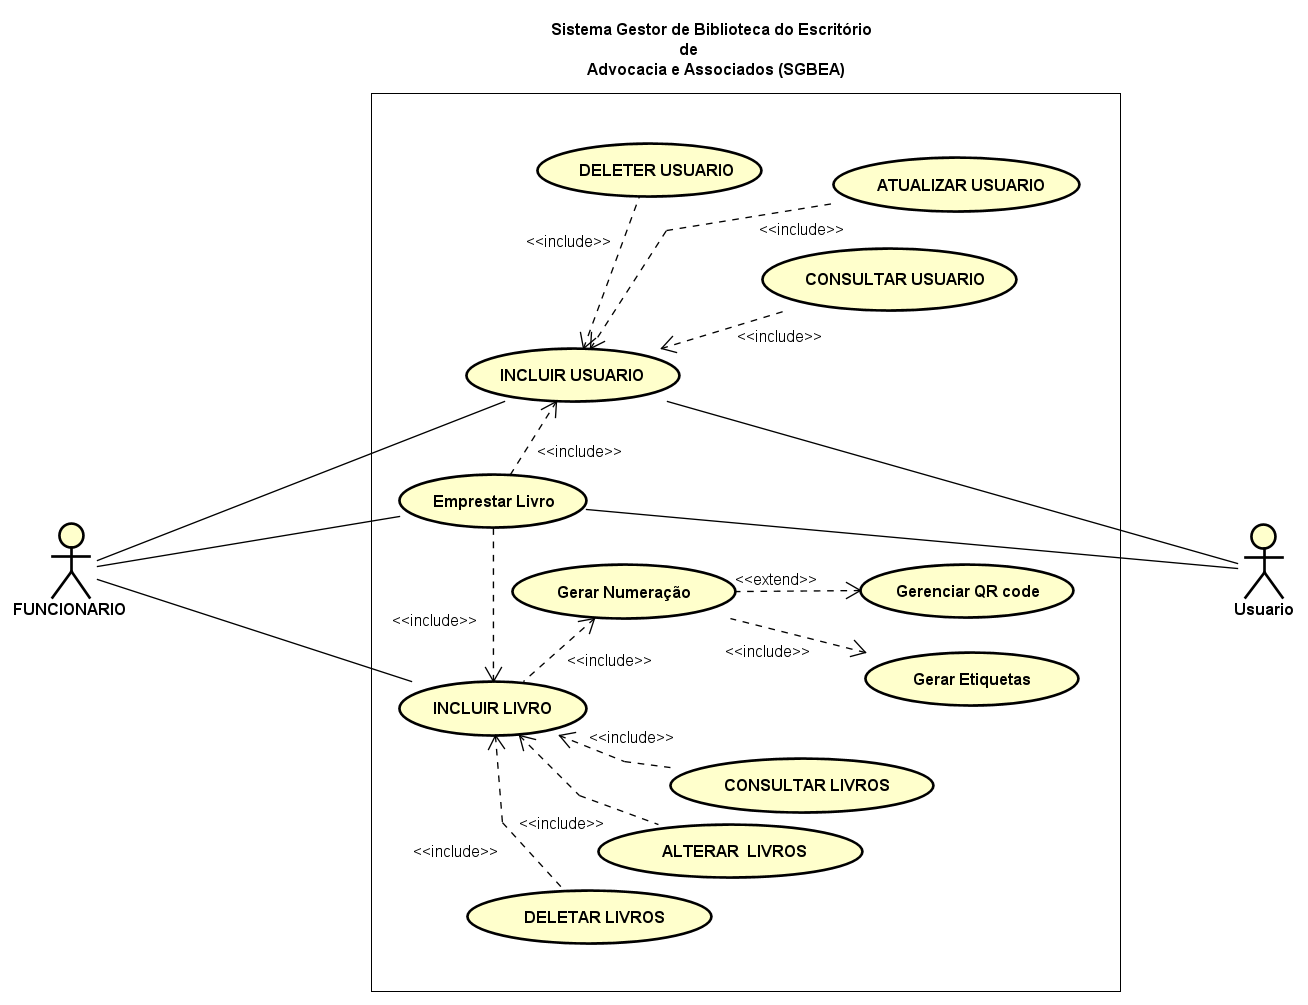 Sistema Gestor de Biblioteca do Escritório
de
Advocacia e Associados (SGBEA)
DELETER USUARIO
ATUALIZAR USUARIO
<<include>>
<<include>>
CONSULTAR USUARIO
<<include>>
INCLUIR USUARIO
<<include>>
Emprestar Livro
<<extend>>
Gerar Numeração
Gerenciar QR code
FUNCIONARIO
Usuario
<<include>>
<<include>>
<<include>>
Gerar Etiquetas
INCLUIR LIVRO
<<include>>
CONSULTAR LIVROS
<<include>>
<<include>>
ALTERAR  LIVROS
DELETAR LIVROS